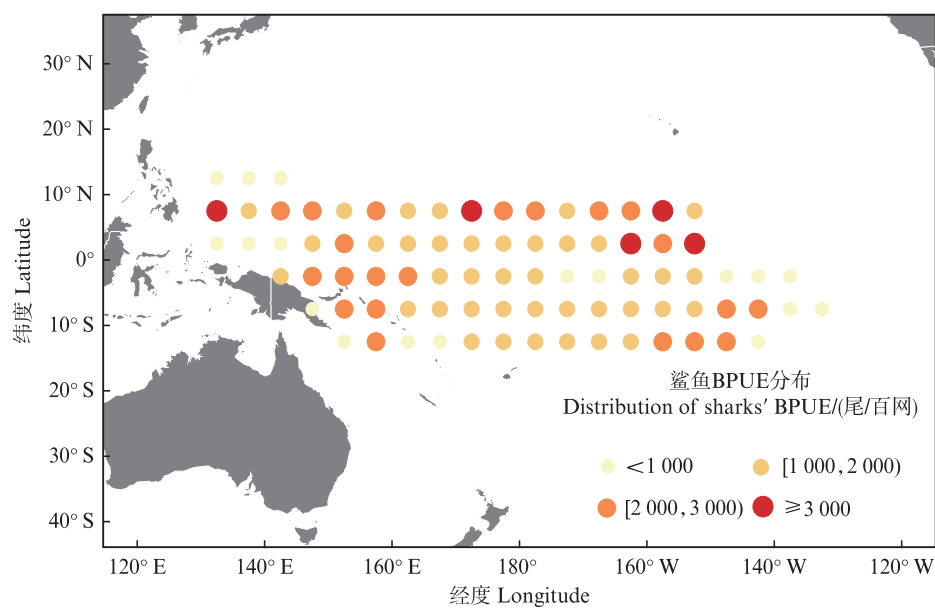 30° N
20° N
10° N
0°
10° S
20° S
30° S
40° S
纬度 Latitude
鲨鱼BPUE分布
Distribution of sharks′ BPUE/(尾/百网)
<1 000
[1 000, 2 000)
[2 000, 3 000)
≥3 000
120° E
140° E
160° E
180°
160° W
140° W
120° W
经度 Longitude